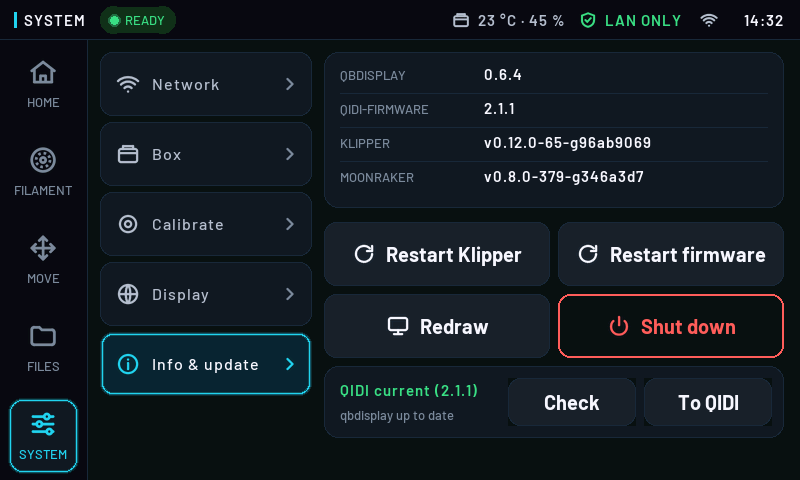 SYSTEM
READY
23 °C · 45 %
LAN ONLY
14:32
HOME
FILAMENT
MOVE
FILES
SYSTEM
Network
Box
Calibrate
Display
Info & update
QBDISPLAY 0.6.4
QIDI-FIRMWARE 2.1.1
KLIPPER v0.12.0-65-g96ab9069
MOONRAKER v0.8.0-379-g346a3d7
Restart Klipper
Restart firmware
Redraw
Shut down
QIDI current (2.1.1)
qbdisplay up to date
Check
To QIDI